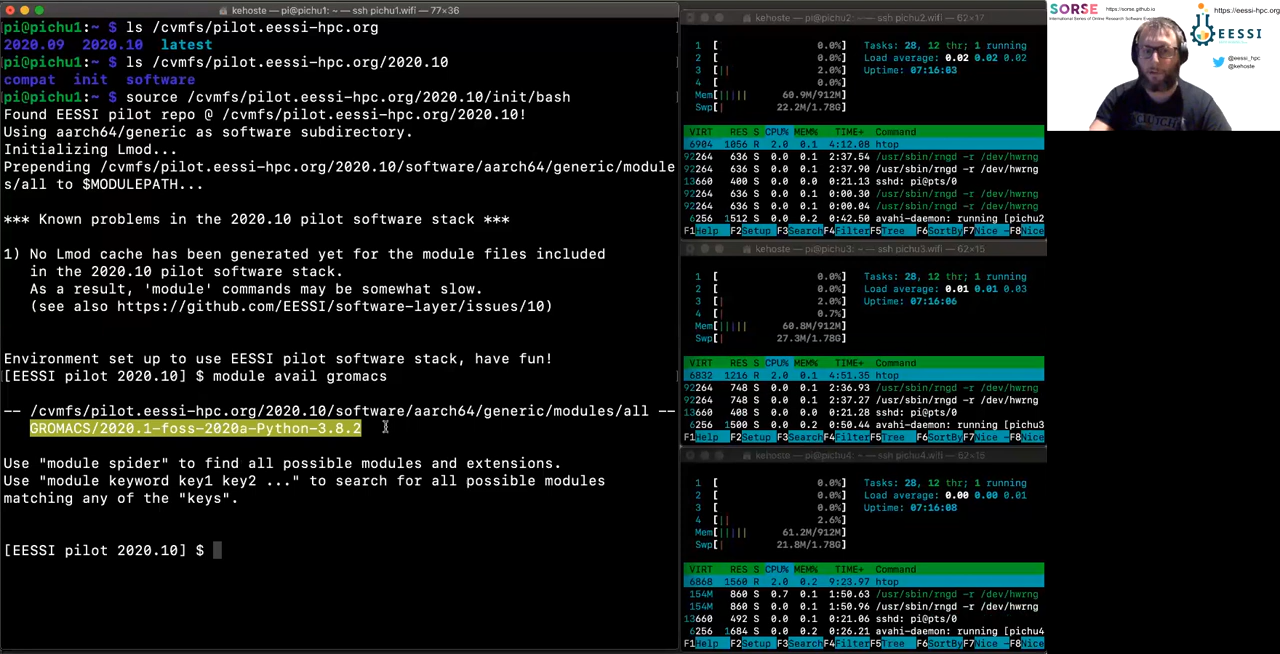 kehoste — pi@pichu1: ~ — ssh pichu1.wifi — 77×36
pi@pichu1:~ $ ls /cvmfs/pilot.eessi-hpc.org
2020.09 2020.10 latest
pi@pichu1:~ $ ls /cvmfs/pilot.eessi-hpc.org/2020.10
compat init software
pi@pichu1:~ $ source /cvmfs/pilot.eessi-hpc.org/2020.10/init/bash
Found EESSI pilot repo @ /cvmfs/pilot.eessi-hpc.org/2020.10!
Using aarch64/generic as software subdirectory.
Initializing Lmod...
Prepending /cvmfs/pilot.eessi-hpc.org/2020.10/software/aarch64/generic/module
s/all to $MODULEPATH...
*** Known problems in the 2020.10 pilot software stack ***
1) No Lmod cache has been generated yet for the module files included
in the 2020.10 pilot software stack.
As a result, 'module' commands may be somewhat slow.
(see also https://github.com/EESSI/software-layer/issues/10)
Environment set up to use EESSI pilot software stack, have fun!
[EESSI pilot 2020.10] $ module avail gromacs
-- /cvmfs/pilot.eessi-hpc.org/2020.10/software/aarch64/generic/modules/all --
GROMACS/2020.1-foss-2020a-Python-3.8.2
Use "module spider" to find all possible modules and extensions.
Use "module keyword key1 key2 ..." to search for all possible modules
matching any of the "keys".
[EESSI pilot 2020.10] $
kehoste — pi@pichu2: ~ — ssh pichu2.wifi — 62×17
1 [ 0.0%] Tasks: 28, 12 thr; 1 running
2 [ 0.0%] Load average: 0.02 0.02 0.02
3 [|| 2.0%] Uptime: 07:16:03
4 [ 0.0%]
Mem[||||| 60.9M/912M]
Swp[| 22.2M/1.78G]
VIRT RES S CPU% MEM% TIME+ Command
6904 1056 R 2.0 0.1 4:12.08 htop
92264 636 S 0.0 0.1 2:37.54 /usr/sbin/rngd -r /dev/hwrng
92264 636 S 0.0 0.1 2:37.90 /usr/sbin/rngd -r /dev/hwrng
13660 400 S 0.0 0.0 0:21.13 sshd: pi@pts/0
92264 636 S 0.0 0.1 0:00.30 /usr/sbin/rngd -r /dev/hwrng
92264 636 S 0.0 0.1 0:00.04 /usr/sbin/rngd -r /dev/hwrng
6256 1512 S 0.0 0.2 0:42.50 avahi-daemon: running [pichu2
F1Help F2Setup F3SearchF4FilterF5Tree F6SortByF7Nice -F8Nice
kehoste — pi@pichu3: ~ — ssh pichu3.wifi — 62×15
1 [ 0.0%] Tasks: 28, 12 thr; 1 running
2 [ 0.0%] Load average: 0.01 0.01 0.03
3 [| 2.0%] Uptime: 07:16:06
4 [| 0.7%]
Mem[||||| 60.8M/912M]
Swp[| 27.3M/1.78G]
VIRT RES S CPU% MEM% TIME+ Command
6832 1216 R 2.0 0.1 4:51.35 htop
92264 748 S 0.0 0.1 2:36.93 /usr/sbin/rngd -r /dev/hwrng
92264 748 S 0.0 0.1 2:37.29 /usr/sbin/rngd -r /dev/hwrng
13660 408 S 0.0 0.0 0:21.28 sshd: pi@pts/0
6256 1500 S 0.0 0.2 0:50.44 avahi-daemon: running [pichu3
F1Help F2Setup F3SearchF4FilterF5Tree F6SortByF7Nice -F8Nice
kehoste — pi@pichu4: ~ — ssh pichu4.wifi — 62×15
1 [ 0.0%] Tasks: 28, 12 thr; 1 running
2 [ 0.0%] Load average: 0.00 0.00 0.01
3 [ 0.0%] Uptime: 07:16:08
4 [|| 2.6%]
Mem[||||| 61.2M/912M]
Swp[| 21.8M/1.78G]
VIRT RES S CPU% MEM% TIME+ Command
6868 1560 R 2.0 0.2 9:23.97 htop
154M 860 S 0.7 0.1 1:50.63 /usr/sbin/rngd -r /dev/hwrng
154M 860 S 0.0 0.1 1:50.96 /usr/sbin/rngd -r /dev/hwrng
13660 492 S 0.0 0.1 0:21.06 sshd: pi@pts/0
6252 1684 S 0.0 0.2 0:26.21 avahi-daemon: running [pichu4
F1Help F2Setup F3SearchF4FilterF5Tree F6SortByF7Nice -F8Nice
SORSE https://sorse.github.io
International Series of Online Research Software Events
https://eessi-hpc.org
EESSI
@eessi_hpc
@kehoste